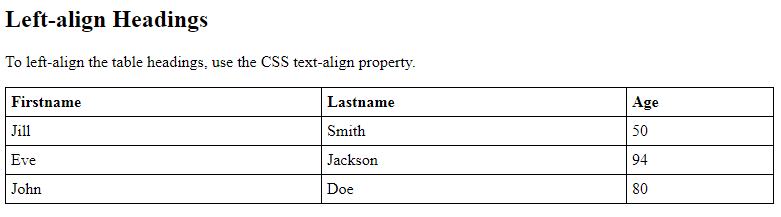 Left-align Headings
To left-align the table headings, use the CSS text-align property.
Firstname Lastname Age
Jill Smith 50
Eve Jackson 94
John Doe 80